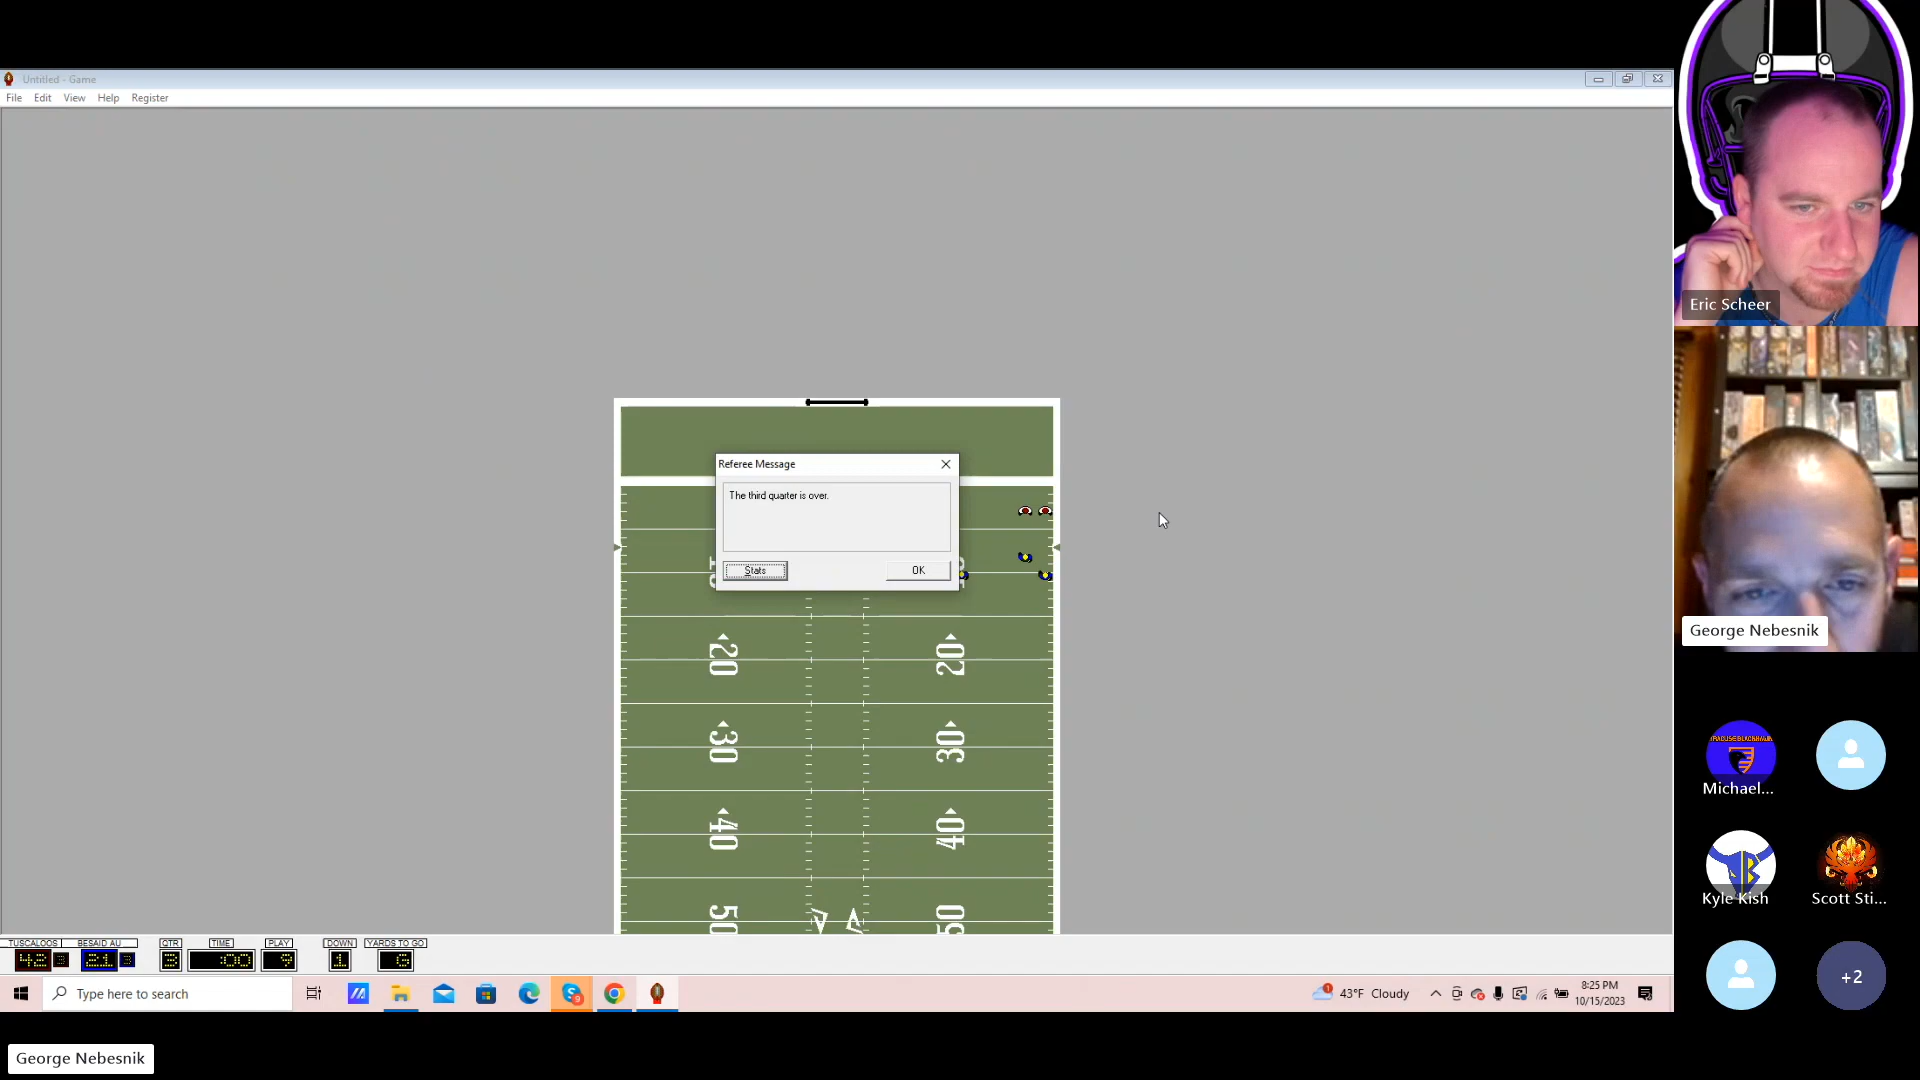 Untitled - Game
File Edit View Help Register
Eric Scheer
Referee Message
The third quarter is over.
Stats OK
20 20
30 30
40 40
50 50
George Nebesnik
Michael...
Kyle Kish Scott Sti...
+2
TUSCALOOS BESAID AU QTR TIME PLAY DOWN YARDS TO GO
42 3 21 3 3 :00 9 1 6
Type here to search
43°F Cloudy
8:25 PM
10/15/2023
George Nebesnik